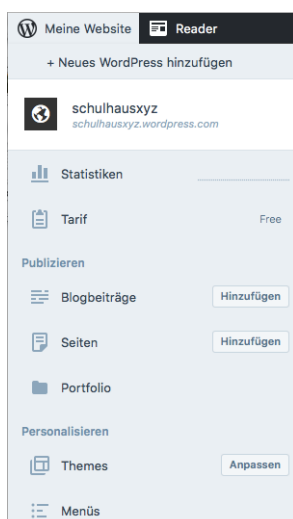 Meine Website Reader
+ Neues WordPress hinzufügen
schulhausxyz
schulhausxyz.wordpress.com
Statistiken
Tarif Free
Publizieren
Blogbeiträge Hinzufügen
Seiten Hinzufügen
Portfolio
Personalisieren
Themes Anpassen
Menüs